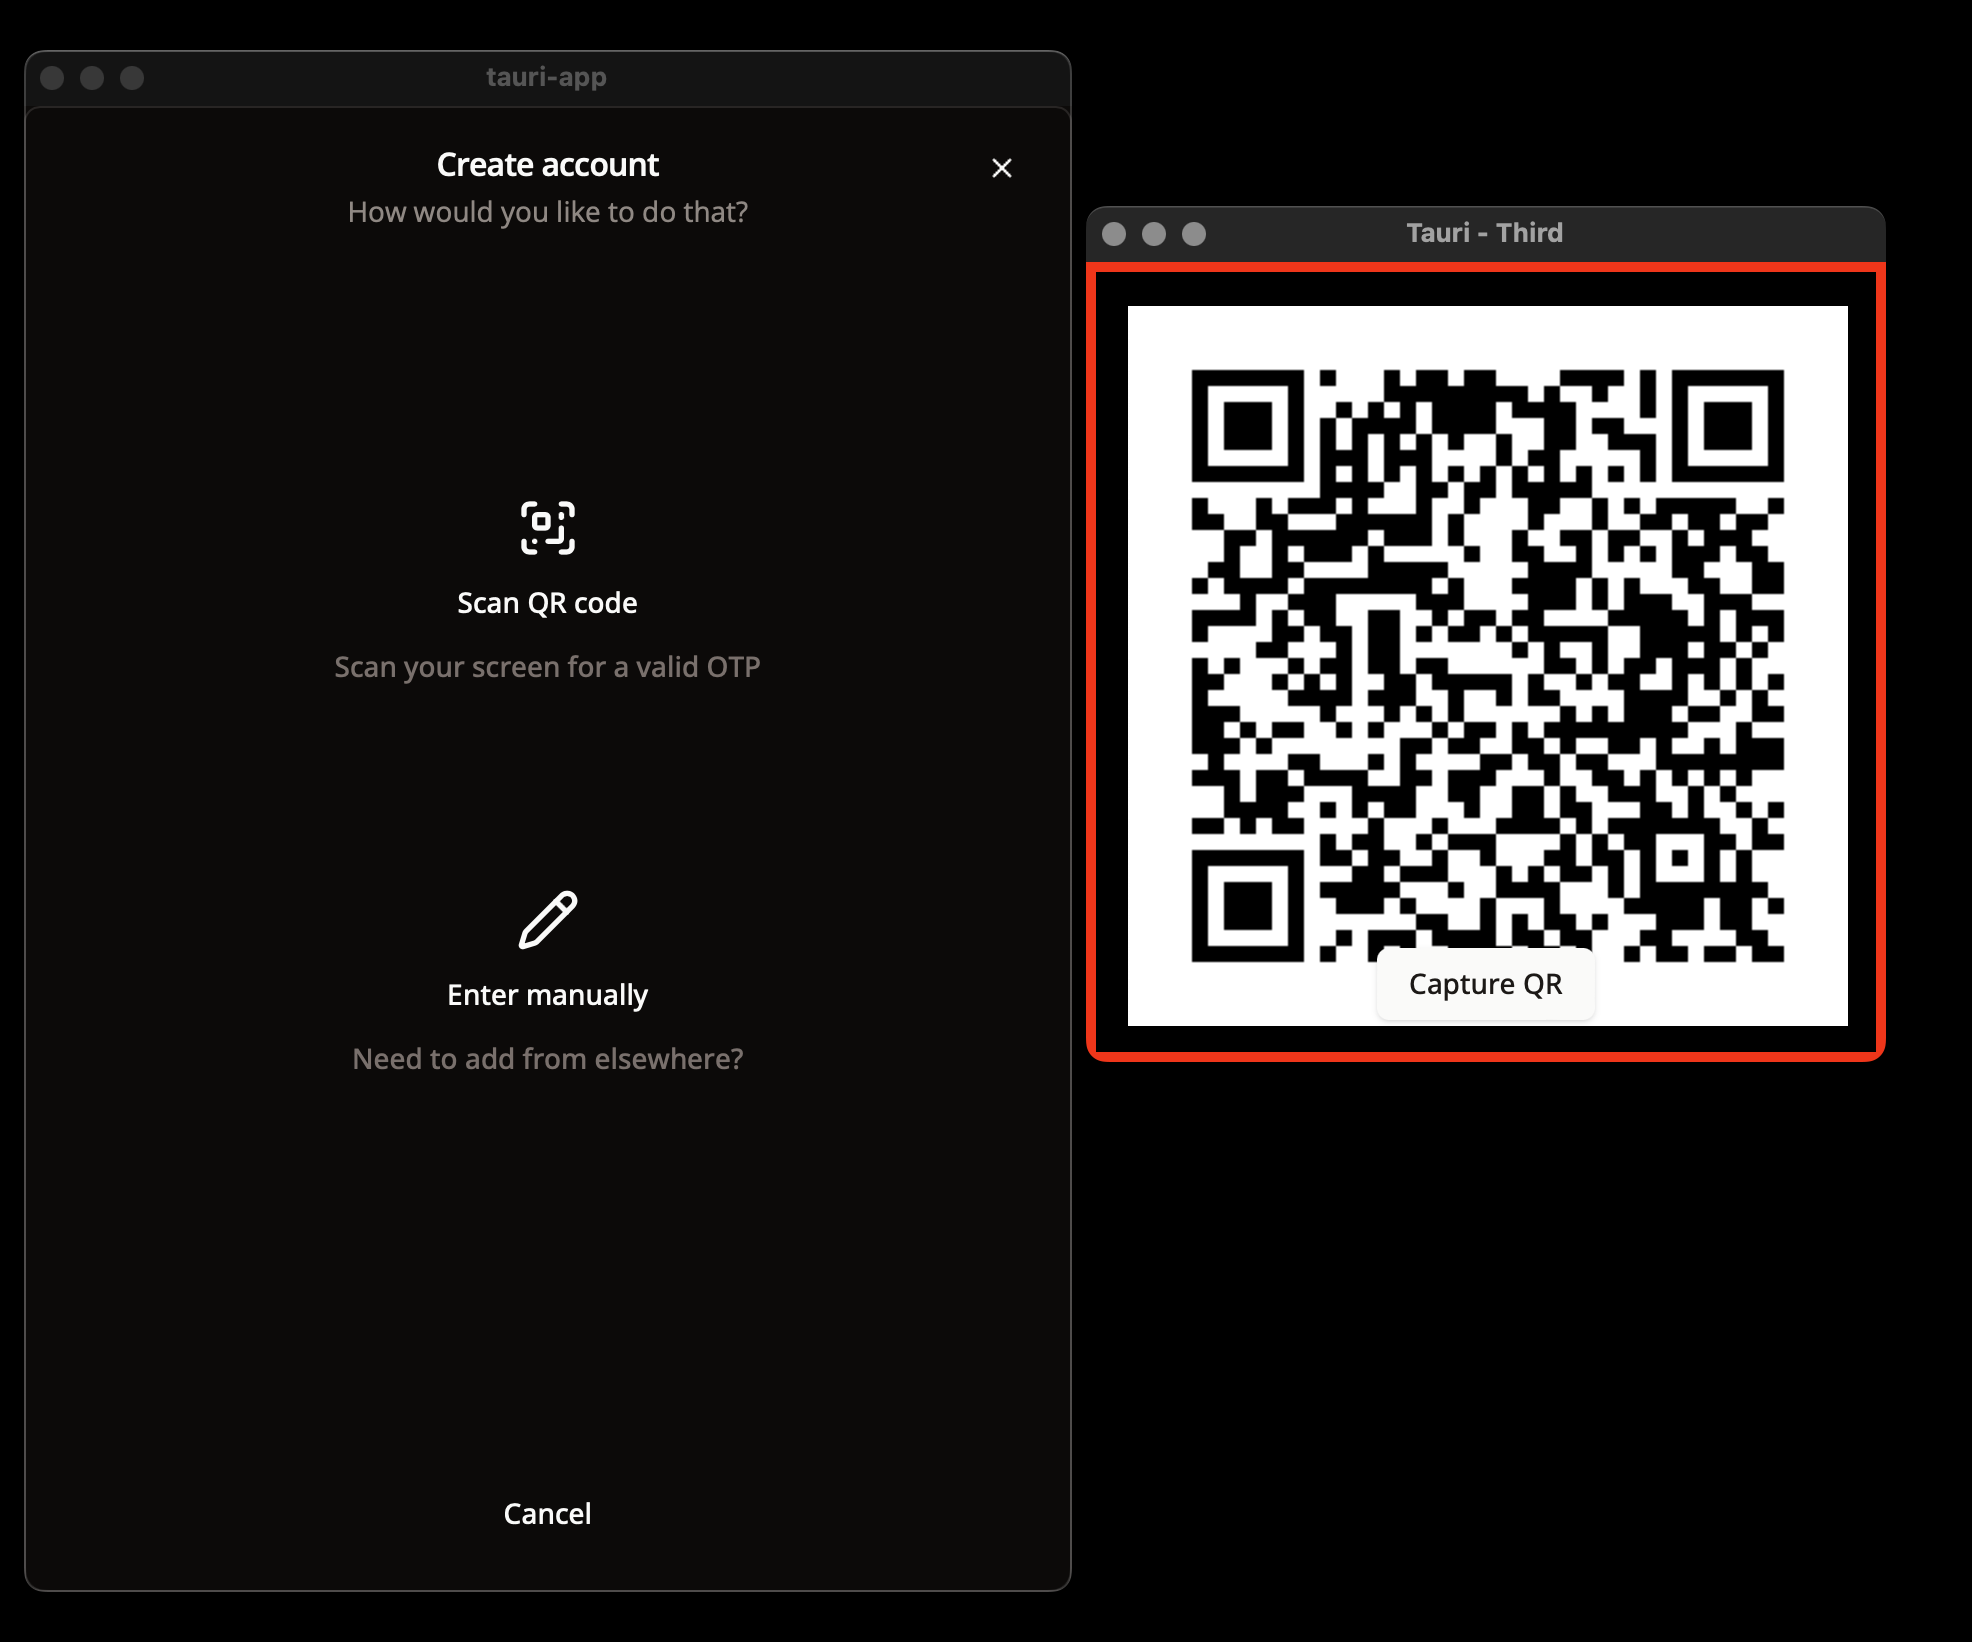 tauri-app
Create account
How would you like to do that?
Scan QR code
Scan your screen for a valid OTP
Enter manually
Need to add from elsewhere?
Cancel
Tauri - Third
Capture QR